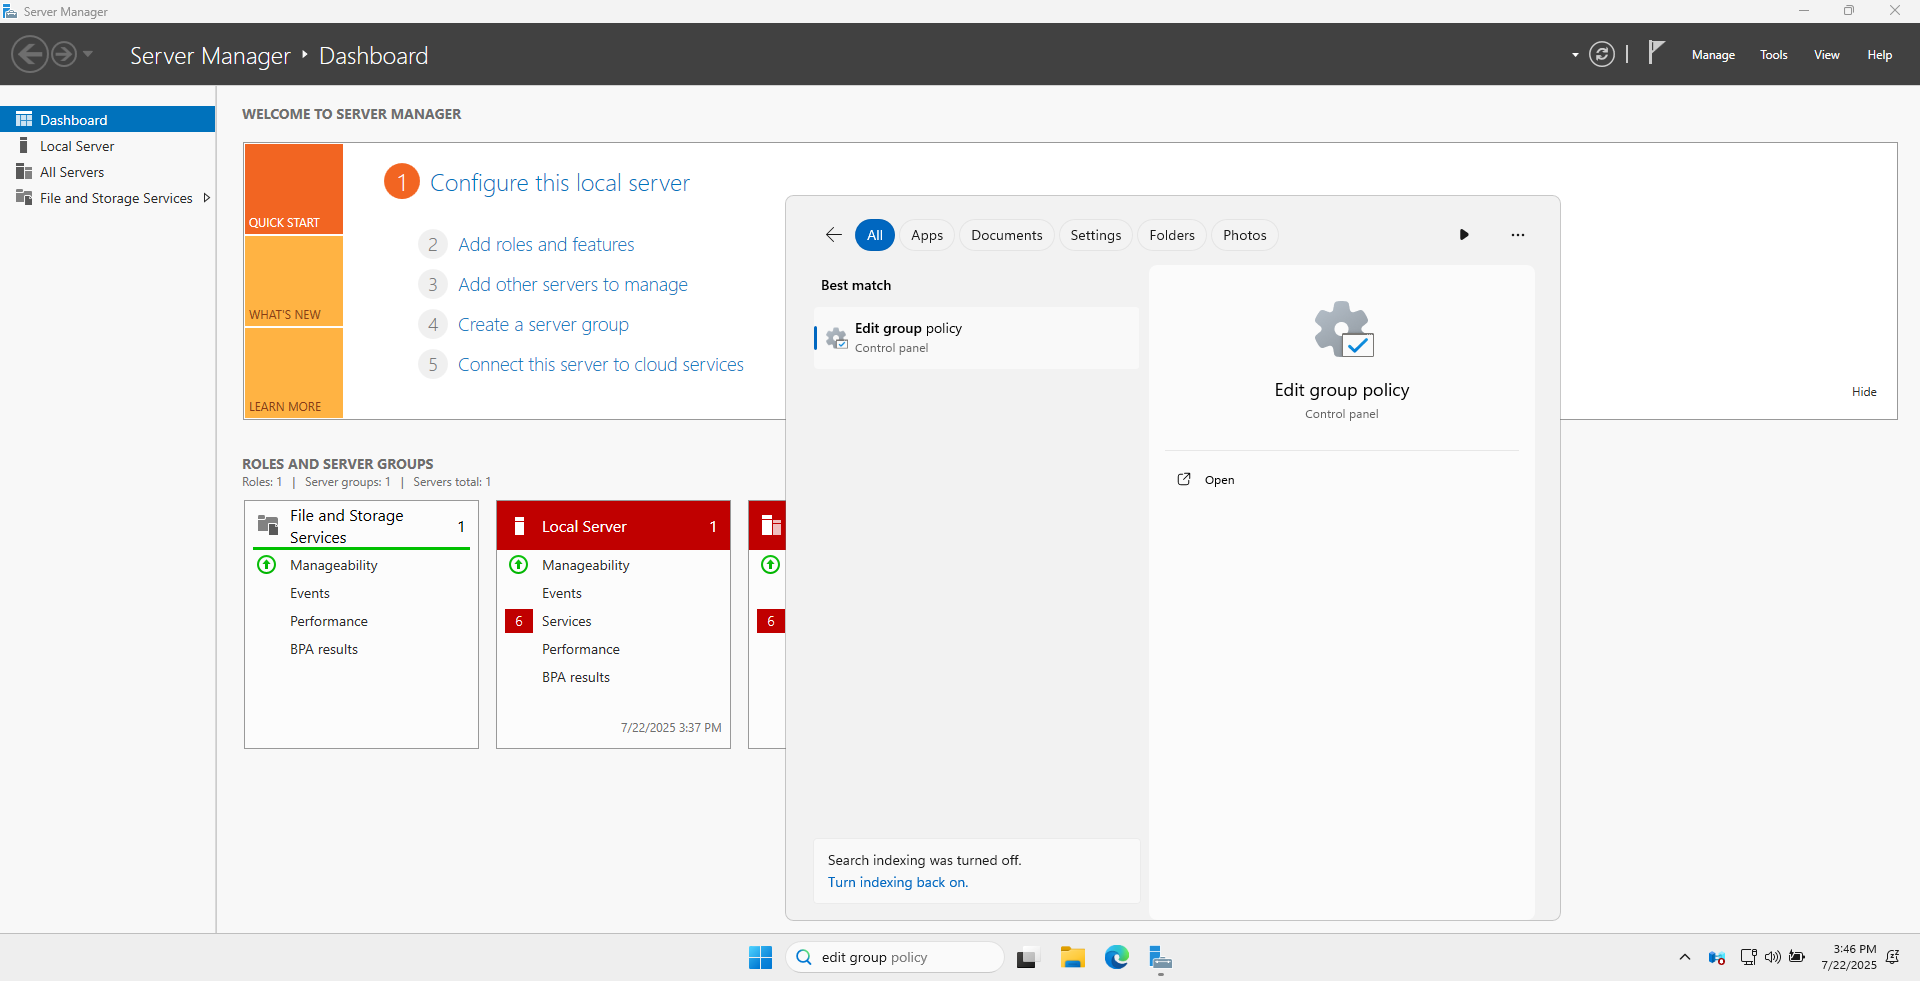 Server Manager
Server Manager Dashboard
Manage Tools View Help
Dashboard
Local Server
All Servers
File and Storage Services
WELCOME TO SERVER MANAGER
QUICK START
WHAT'S NEW
LEARN MORE
1 Configure this local server
2 Add roles and features
3 Add other servers to manage
4 Create a server group
5 Connect this server to cloud services
Hide
ROLES AND SERVER GROUPS
Roles: 1 | Server groups: 1 | Servers total: 1
File and Storage
Services
1
Manageability
Events
Performance
BPA results
Local Server 1
Manageability
Events
6 Services
Performance
BPA results
7/22/2025 3:37 PM
6
All Apps Documents Settings Folders Photos
Best match
Edit group policy
Control panel
Edit group policy
Control panel
Open
Search indexing was turned off.
Turn indexing back on.
edit group policy
3:46 PM
7/22/2025